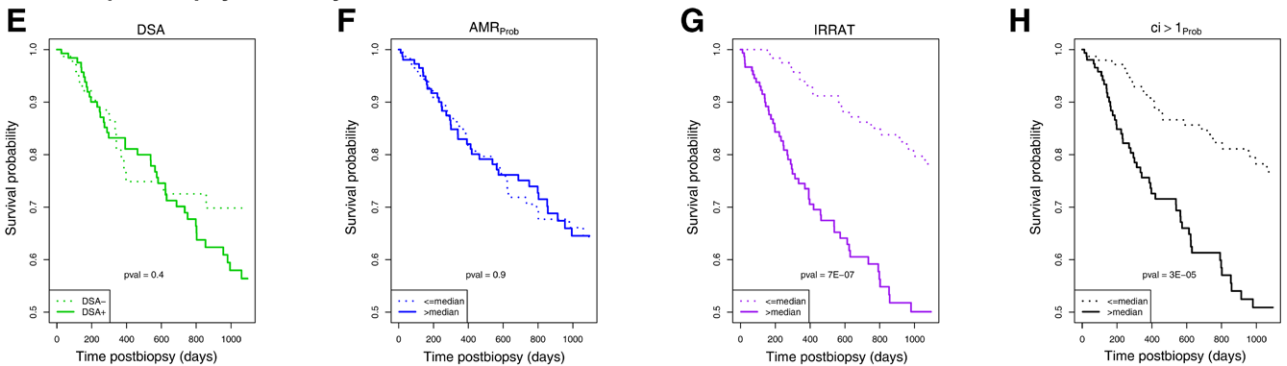 E
DSA
Survival probability
1.0
0.9
0.8
0.7
0.6
0.5
pval = 0.4
DSA−
DSA+
0 200 400 600 800 1000
Time postbiopsy (days)
F
AMRProb
Survival probability
1.0
0.9
0.8
0.7
0.6
0.5
pval = 0.9
<=median
>median
0 200 400 600 800 1000
Time postbiopsy (days)
G
IRRAT
Survival probability
1.0
0.9
0.8
0.7
0.6
0.5
pval = 7E−07
<=median
>median
0 200 400 600 800 1000
Time postbiopsy (days)
H
ci > 1Prob
Survival probability
1.0
0.9
0.8
0.7
0.6
0.5
pval = 3E−05
<=median
>median
0 200 400 600 800 1000
Time postbiopsy (days)